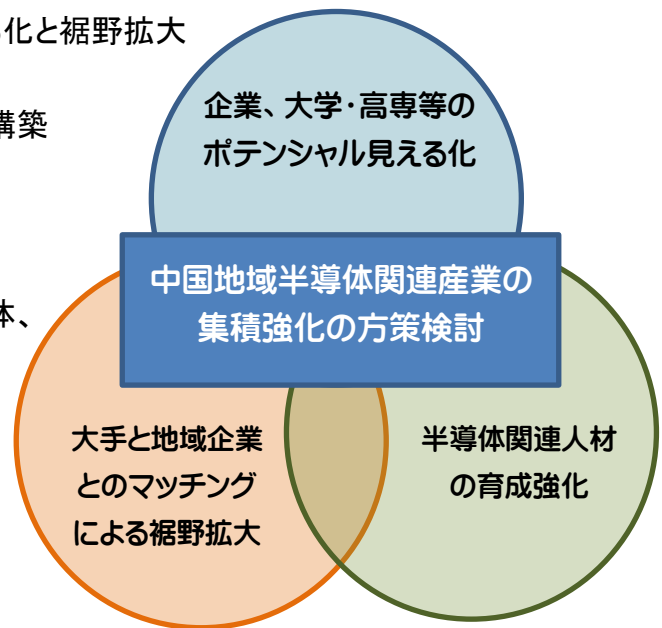 化と裾野拡大
構築
体、
企業、大学・高専等の
ポテンシャル見える化
中国地域半導体関連産業の
集積強化の方策検討
大手と地域企業
とのマッチング
による裾野拡大
半導体関連人材
の育成強化